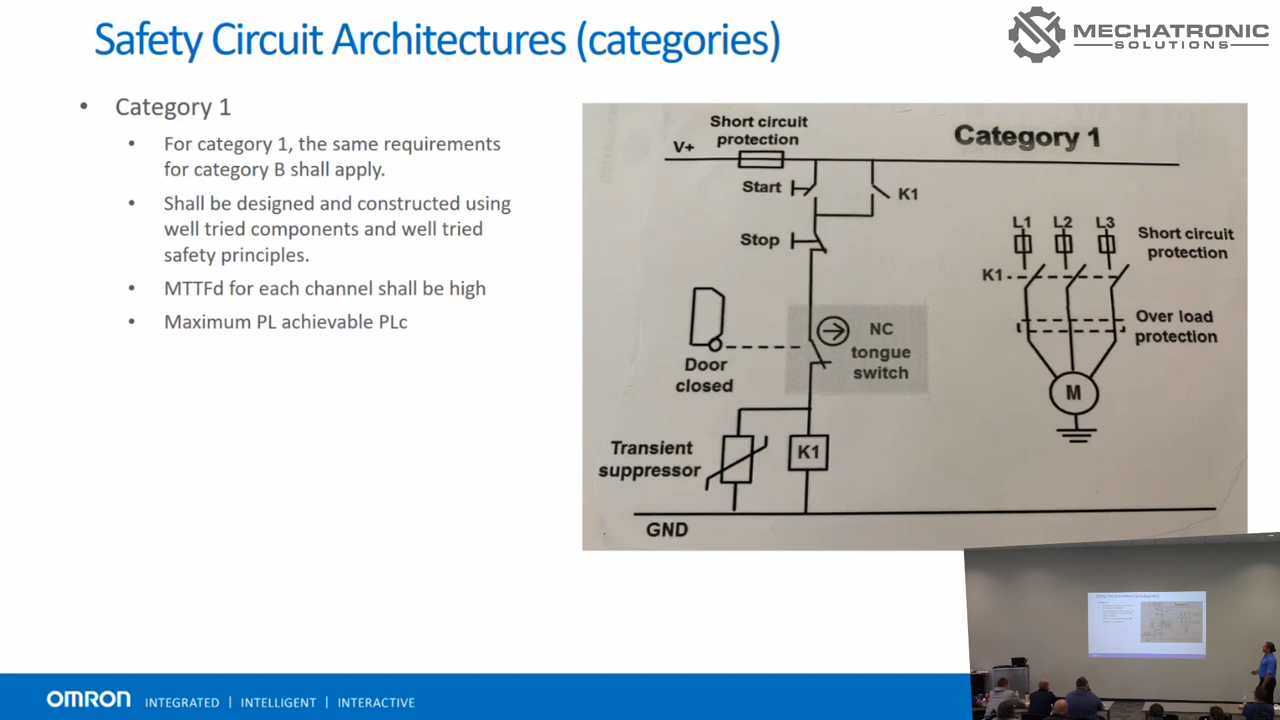 Safety Circuit Architectures (categories)
MECHATRONIC
SOLUTIONS
• Category 1
• For category 1, the same requirements
for category B shall apply.
• Shall be designed and constructed using
well tried components and well tried
safety principles.
• MTTFd for each channel shall be high
• Maximum PL achievable PLc
Category 1
Short circuit
protection
V+
Start
K1
Stop
NC
tongue
switch
Door
closed
Transient
suppressor
K1
GND
L1 L2 L3
Short circuit
protection
K1
Over load
protection
M
OMRON INTEGRATED | INTELLIGENT | INTERACTIVE